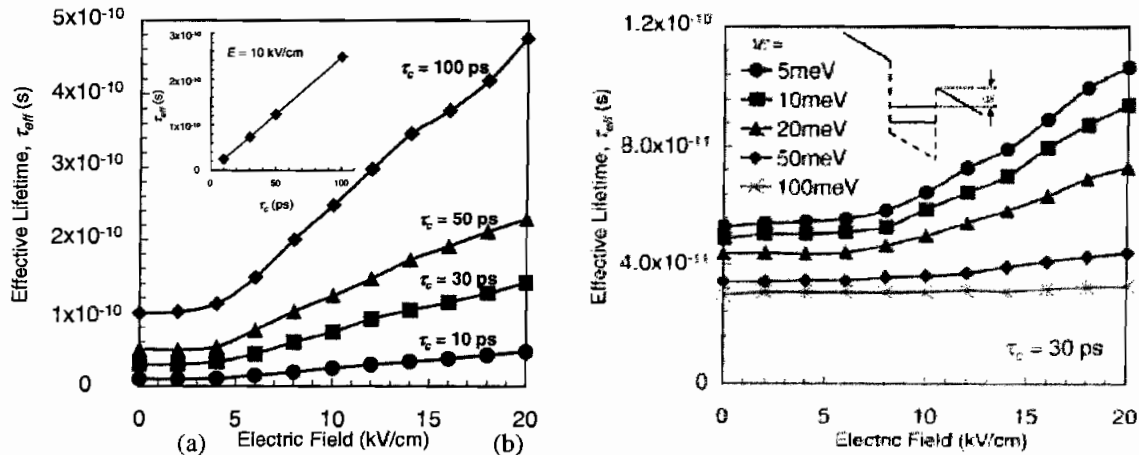 5x10⁻¹⁰
4x10⁻¹⁰
3x10⁻¹⁰
2x10⁻¹⁰
1x10⁻¹⁰
0
Effective Lifetime, τeff (s)
3x10⁻¹⁰
2x10⁻¹⁰
1x10⁻¹⁰
0
τeff (s)
E = 10 kV/cm
0 50 100
τc (ps)
τc = 100 ps
τc = 50 ps
τc = 30 ps
τc = 10 ps
0 5 10 15 20
(a) Electric Field (kV/cm) (b)
1.2x10⁻¹⁰
8.0x10⁻¹¹
4.0x10⁻¹¹
0
Effective Lifetime, τeff (s)
5meV
10meV
20meV
50meV
100meV
τc = 30 ps
0 5 10 15 20
Electric Field (kV/cm)